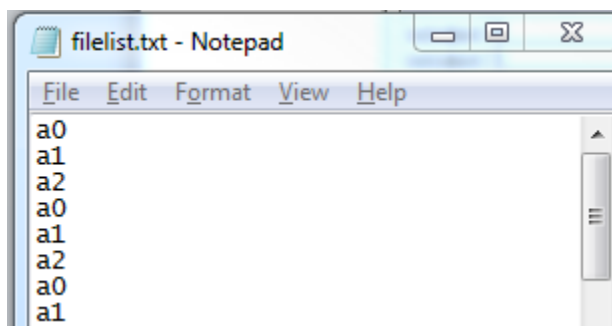 filelist.txt - Notepad
File Edit Format View Help
a0
a1
a2
a0
a1
a2
a0
a1